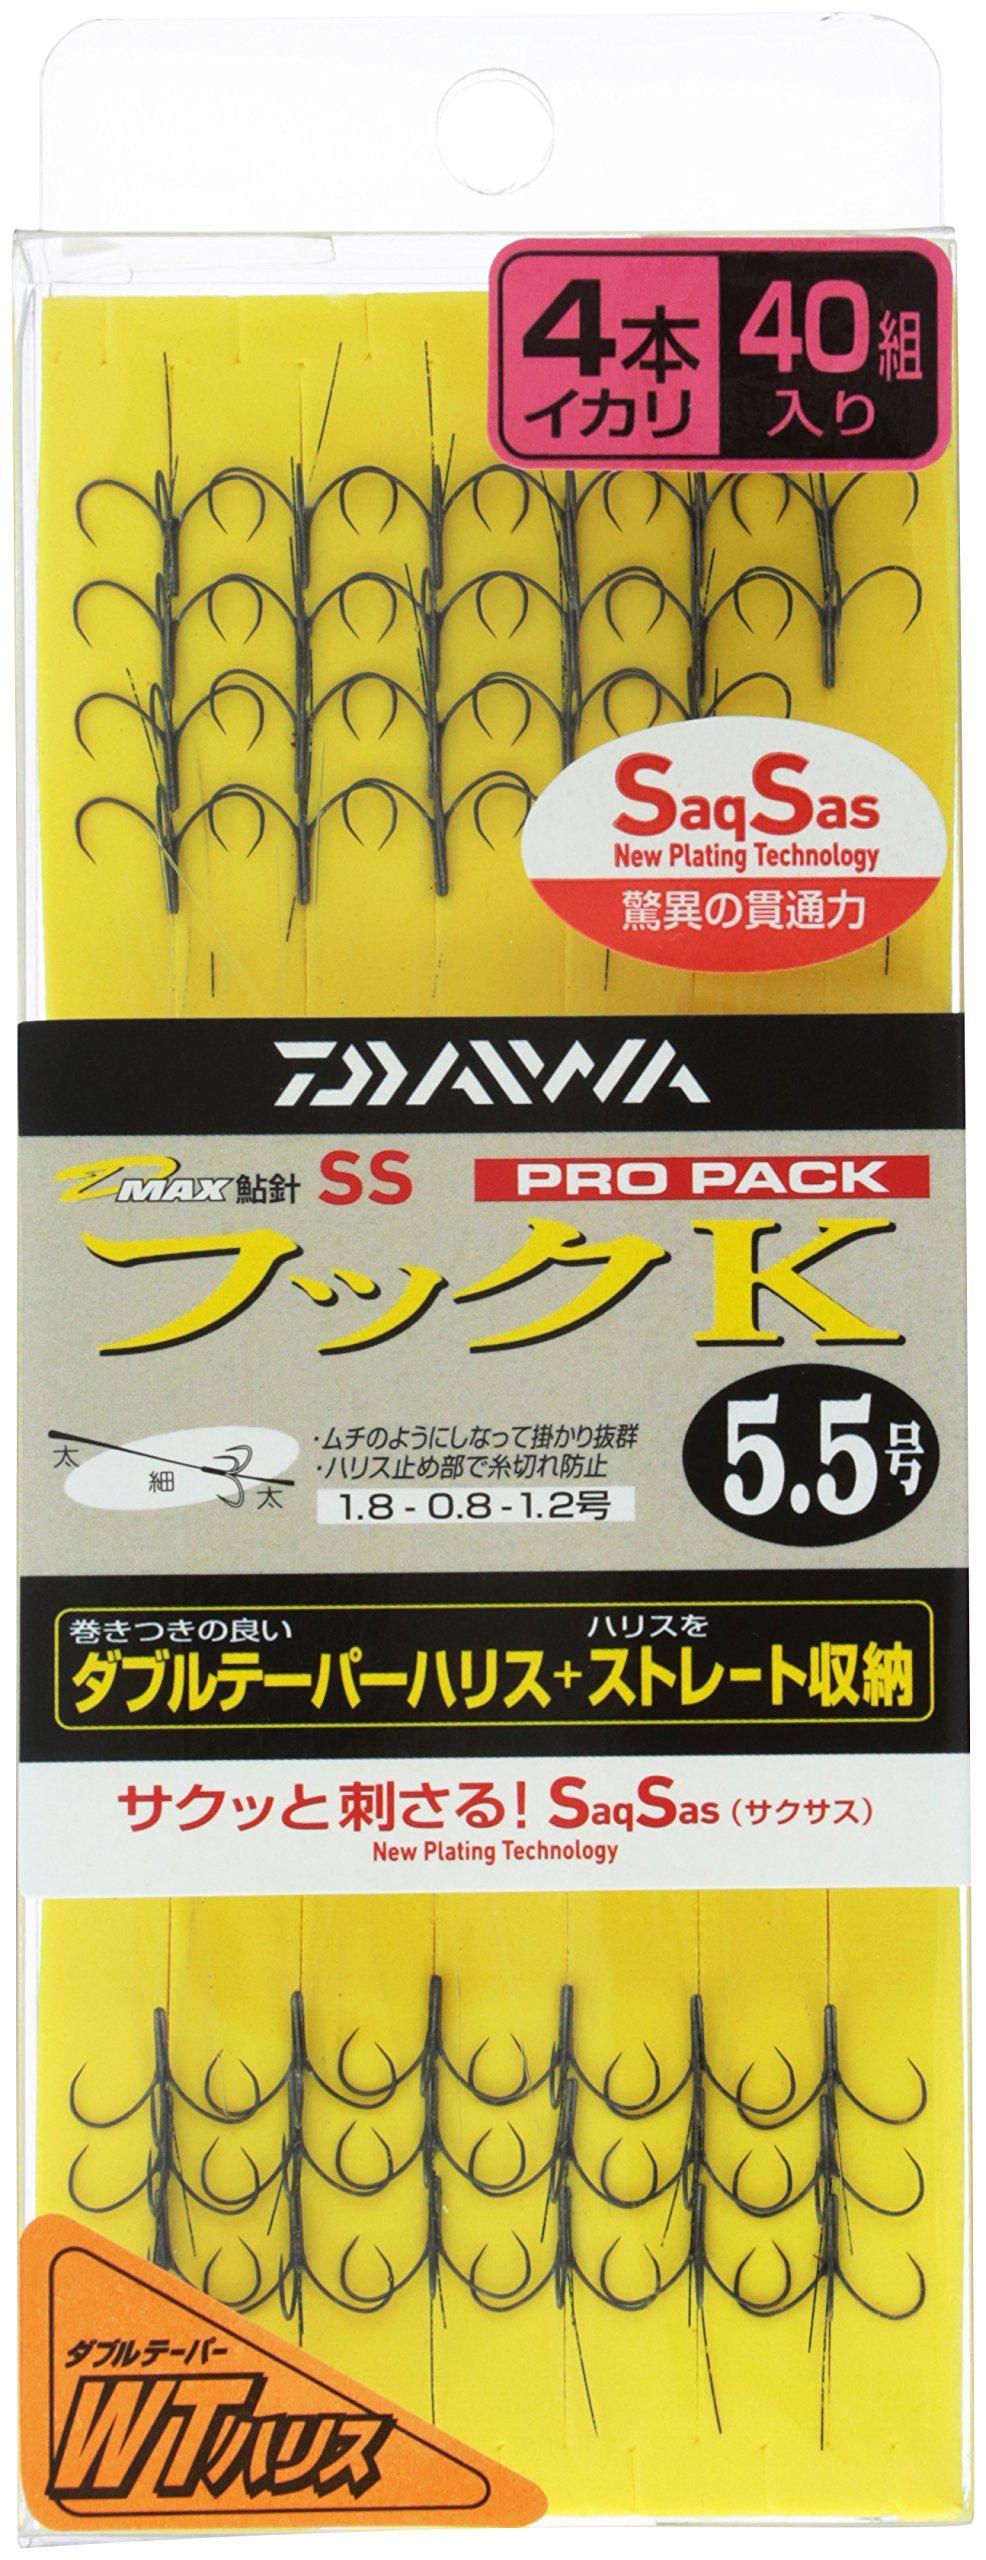 4本
イカリ
40組
入り
SaqSas
New Plating Technology
驚異の貫通力
DAIWA
DMAX鮎針 SS
PRO PACK
フックK
5.5号
太
細
太
・ムチのようにしなって掛かり抜群
・ハリス止め部で糸切れ防止
1.8 - 0.8 - 1.2号
巻きつきの良い
ハリスを
ダブルテーパーハリス+ストレート収納
サクッと刺さる! SaqSas (サクサス)
New Plating Technology
ダブルテーパー
WTハリス